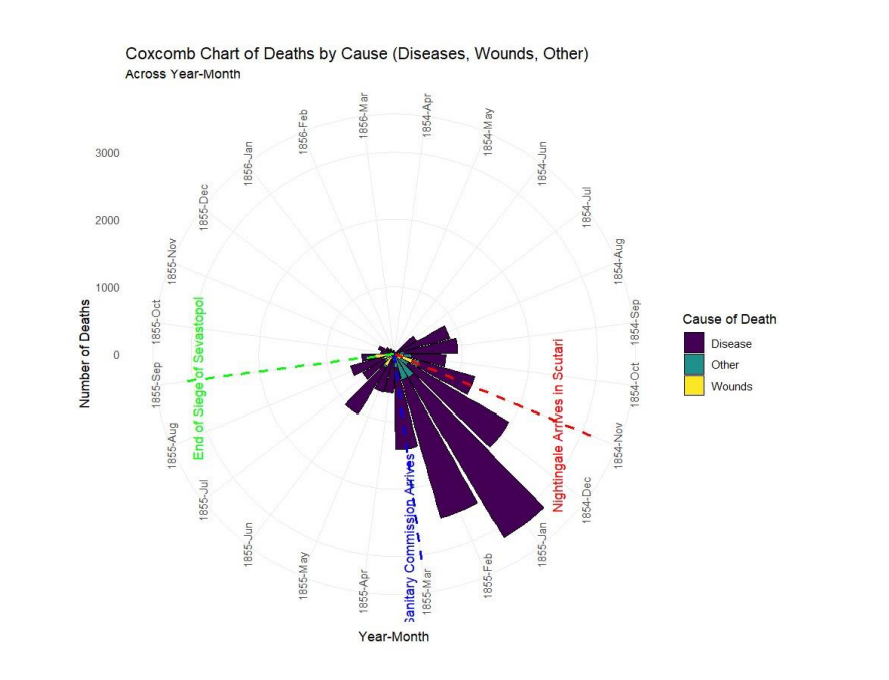 Coxcomb Chart of Deaths by Cause (Diseases, Wounds, Other)
Across Year-Month
1856-Mar
1854-Apr
1856-Feb
1854-May
1856-Jan
1854-Jun
1855-Dec
1854-Jul
1855-Nov
1854-Aug
1855-Oct
1854-Sep
1855-Sep
1854-Oct
1855-Aug
1854-Nov
1855-Jul
1854-Dec
1855-Jun
1855-Jan
1855-May
1855-Feb
1855-Apr
1855-Mar
3000
2000
1000
0
Number of Deaths
End of Siege of Sevastopol
Nightingale Arrives in Scutari
Sanitary Commission Arrives
Year-Month
Cause of Death
Disease
Other
Wounds